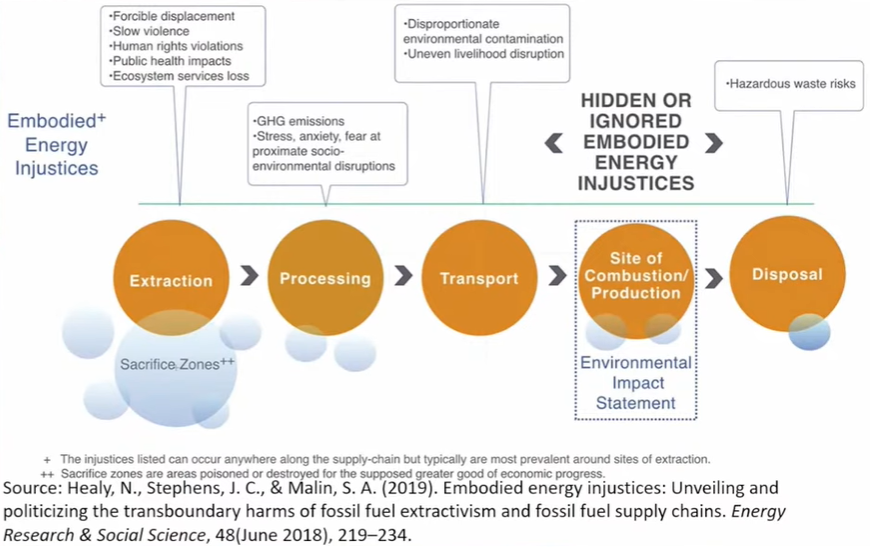 •Forcible displacement
•Slow violence
•Human rights violations
•Public health impacts
•Ecosystem services loss
•GHG emissions
•Stress, anxiety, fear at
proximate socio-
environmental disruptions
•Disproportionate
environmental contamination
•Uneven livelihood disruption
•Hazardous waste risks
Embodied+
Energy
Injustices
HIDDEN OR
IGNORED
EMBODIED
ENERGY
INJUSTICES
Extraction
Processing
Transport
Site of
Combustion/
Production
Disposal
Sacrifice Zones++
Environmental
Impact
Statement
+ The injustices listed can occur anywhere along the supply-chain but typically are most prevalent around sites of extraction.
++ Sacrifice zones are areas poisoned or destroyed for the supposed greater good of economic progress.
Source: Healy, N., Stephens, J. C., & Malin, S. A. (2019). Embodied energy injustices: Unveiling and
politicizing the transboundary harms of fossil fuel extractivism and fossil fuel supply chains. Energy
Research & Social Science, 48(June 2018), 219–234.